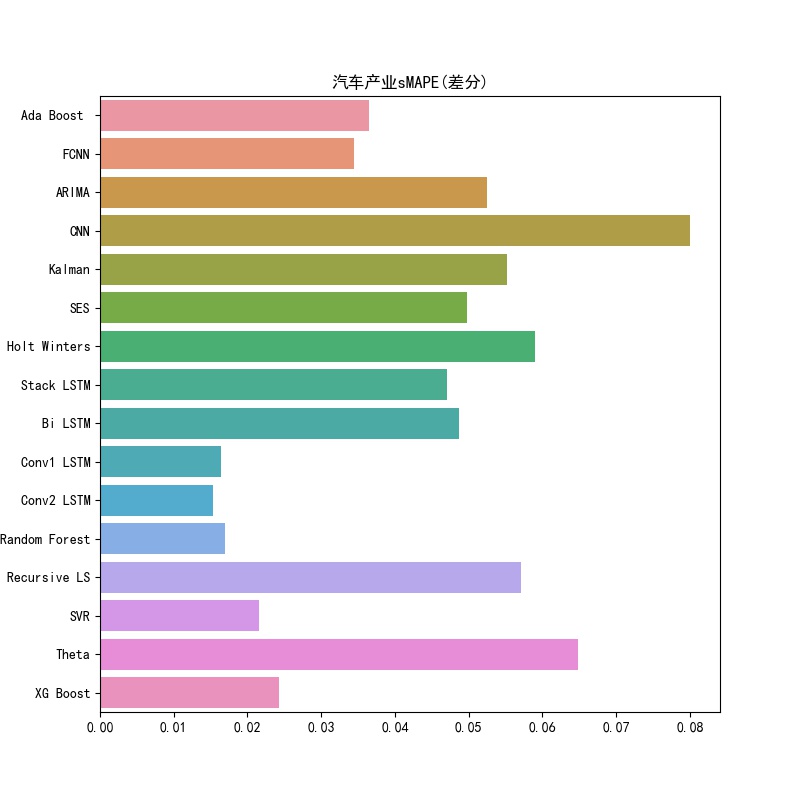 汽车产业sMAPE(差分)
Ada Boost
FCNN
ARIMA
CNN
Kalman
SES
Holt Winters
Stack LSTM
Bi LSTM
Conv1 LSTM
Conv2 LSTM
Random Forest
Recursive LS
SVR
Theta
XG Boost
0.00 0.01 0.02 0.03 0.04 0.05 0.06 0.07 0.08